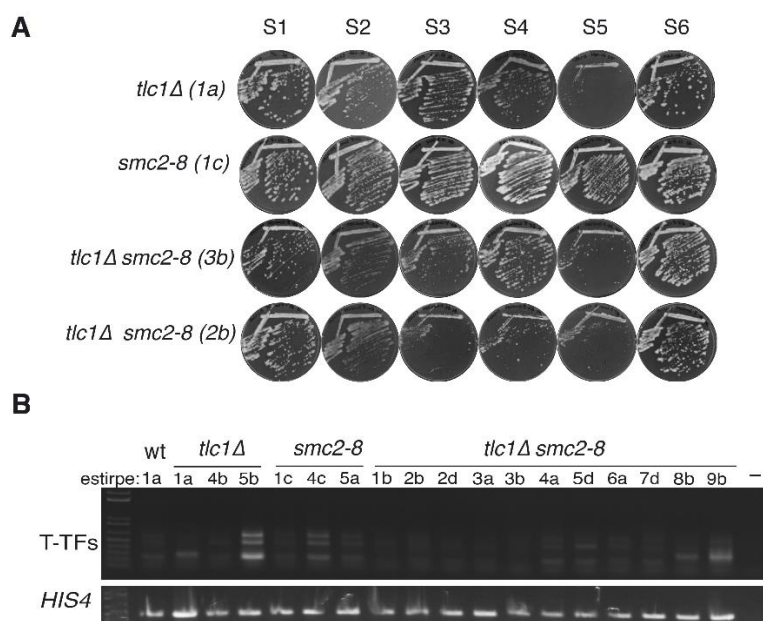 A
S1 S2 S3 S4 S5 S6
tlc1Δ (1a)
smc2-8 (1c)
tlc1Δ smc2-8 (3b)
tlc1Δ smc2-8 (2b)
B
wt tlc1Δ smc2-8 tlc1Δ smc2-8
estirpe: 1a 1a 4b 5b 1c 4c 5a 1b 2b 2d 3a 3b 4a 5d 6a 7d 8b 9b –
T-TFs
HIS4